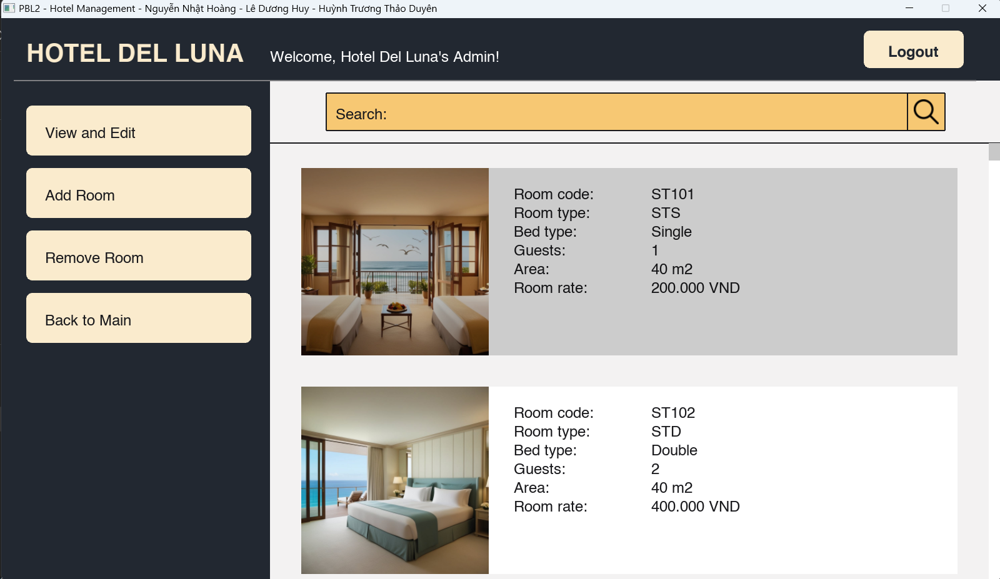 PBL2 - Hotel Management - Nguyễn Nhật Hoàng - Lê Dương Huy - Huỳnh Trương Thảo Duyên
HOTEL DEL LUNA
Welcome, Hotel Del Luna's Admin!
Logout
Search:
View and Edit
Add Room
Remove Room
Back to Main
Room code: ST101
Room type: STS
Bed type: Single
Guests: 1
Area: 40 m2
Room rate: 200.000 VND
Room code: ST102
Room type: STD
Bed type: Double
Guests: 2
Area: 40 m2
Room rate: 400.000 VND